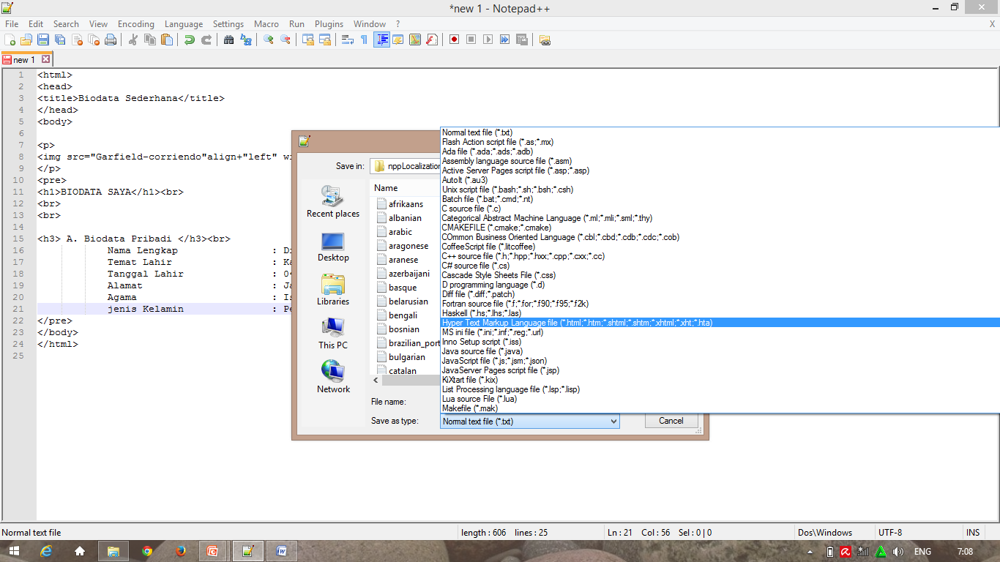 *new 1 - Notepad++
File Edit Search View Encoding Language Settings Macro Run Plugins Window ? X
new 1
1 <html>
2 <head>
3 <title>Biodata Sederhana</title>
4 </head>
5 <body>
6
7 <p>
8 <img src="Garfield-corriendo"align+"left" wi
9 </p>
10 <pre>
11 <h1>BIODATA SAYA</h1><br>
12 <br>
13 <br>
14
15 <h3> A. Biodata Pribadi </h3><br>
16 Nama Lengkap : Di
17 Temat Lahir : Ka
18 Tanggal Lahir : 04
19 Alamat : Ja
20 Agama : Is
21 jenis Kelamin : Pe
22 </pre>
23 </body>
24 </html>
25
Save in: nppLocalization
Recent places
Desktop
Libraries
This PC
Network
Name
afrikaans
albanian
arabic
aragonese
aranese
azerbaijani
basque
belarusian
bengali
bosnian
brazilian_port
bulgarian
catalan
File name:
Save as type: Normal text file (*.txt)
Cancel
Normal text file (*.txt)
Flash Action script file (*.as;*.mx)
Ada file (*.ada;*.ads;*.adb)
Assembly language source file (*.asm)
Active Server Pages script file (*.asp;*.asp)
AutoIt (*.au3)
Unix script file (*.bash;*.sh;*.bsh;*.csh)
Batch file (*.bat;*.cmd;*.nt)
C source file (*.c)
Categorical Abstract Machine Language (*.ml;*.mli;*.sml;*.thy)
CMAKEFILE (*.cmake;*.cmake)
COmmon Business Oriented Language (*.cbl;*.cbd;*.cdb;*.cdc;*.cob)
CoffeeScript file (*.litcoffee)
C++ source file (*.h;*.hpp;*.hxx;*.cpp;*.cxx;*.cc)
C# source file (*.cs)
Cascade Style Sheets File (*.css)
D programming language (*.d)
Diff file (*.diff;*.patch)
Fortran source file (*.f;*.for;*.f90;*.f95;*.f2k)
Haskell (*.hs;*.lhs;*.las)
Hyper Text Markup Language file (*.html;*.htm;*.shtml;*.shtm;*.xhtml;*.xht;*.hta)
MS ini file (*.ini;*.inf;*.reg;*.url)
Inno Setup script (*.iss)
Java source file (*.java)
JavaScript file (*.js;*.jsm;*.json)
JavaServer Pages script file (*.jsp)
KiXtart file (*.kix)
List Processing language file (*.lsp;*.lisp)
Lua source File (*.lua)
Makefile (*.mak)
Normal text file length : 606 lines : 25 Ln : 21 Col : 56 Sel : 0 | 0 Dos\Windows UTF-8 INS
ENG 7:08